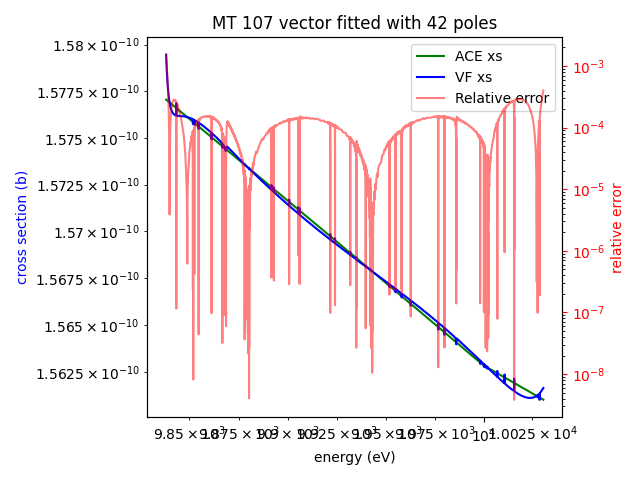 MT 107 vector fitted with 42 poles
ACE xs
VF xs
Relative error
1.58 × 10⁻¹⁰
1.5775 × 10⁻¹⁰
1.575 × 10⁻¹⁰
1.5725 × 10⁻¹⁰
1.57 × 10⁻¹⁰
1.5675 × 10⁻¹⁰
1.565 × 10⁻¹⁰
1.5625 × 10⁻¹⁰
cross section (b)
10⁻³
10⁻⁴
10⁻⁵
10⁻⁶
10⁻⁷
10⁻⁸
relative error
10⁴ 1.0025 × 10⁴
energy (eV)